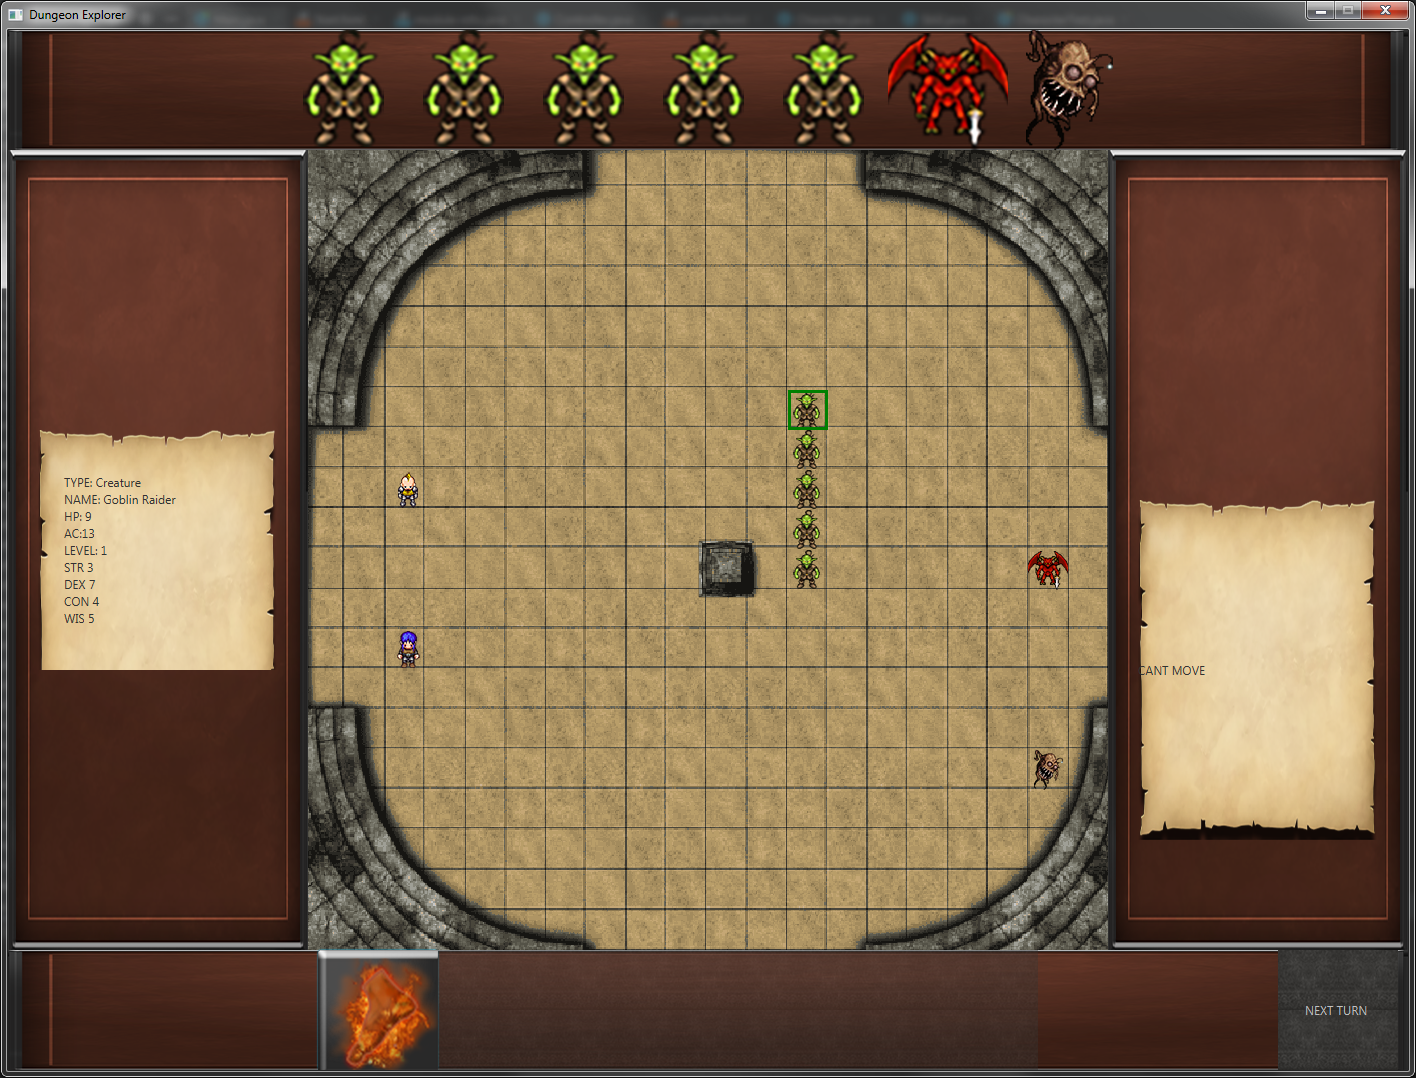 Dungeon Explorer
TYPE: Creature
NAME: Goblin Raider
HP: 9
AC:13
LEVEL: 1
STR 3
DEX 7
CON 4
WIS 5
CANT MOVE
NEXT TURN